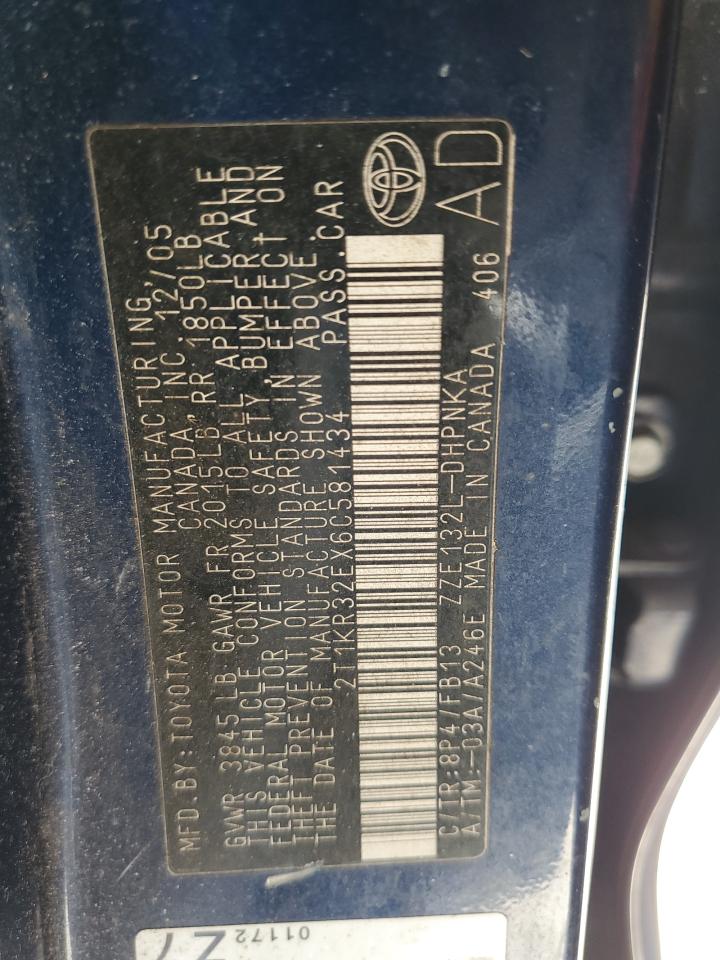 MFD.BY:TOYOTA MOTOR MANUFACTURING,
CANADA, INC. 12/05
GVWR 3845LB GAWR FR 2015LB, RR 1850LB
THIS VEHICLE CONFORMS TO ALL APPLICABLE
FEDERAL MOTOR VEHICLE SAFETY, BUMPER AND
THEFT PREVENTION STANDARDS IN EFFECT ON
THE DATE OF MANUFACTURE SHOWN ABOVE.
2T1KR32EX6C581434 PASS.CAR
C/TR:8P4/FB13 ZZE132L-DHPNKA
A/TM:-03A/A246E MADE IN CANADA 406
AD
01172